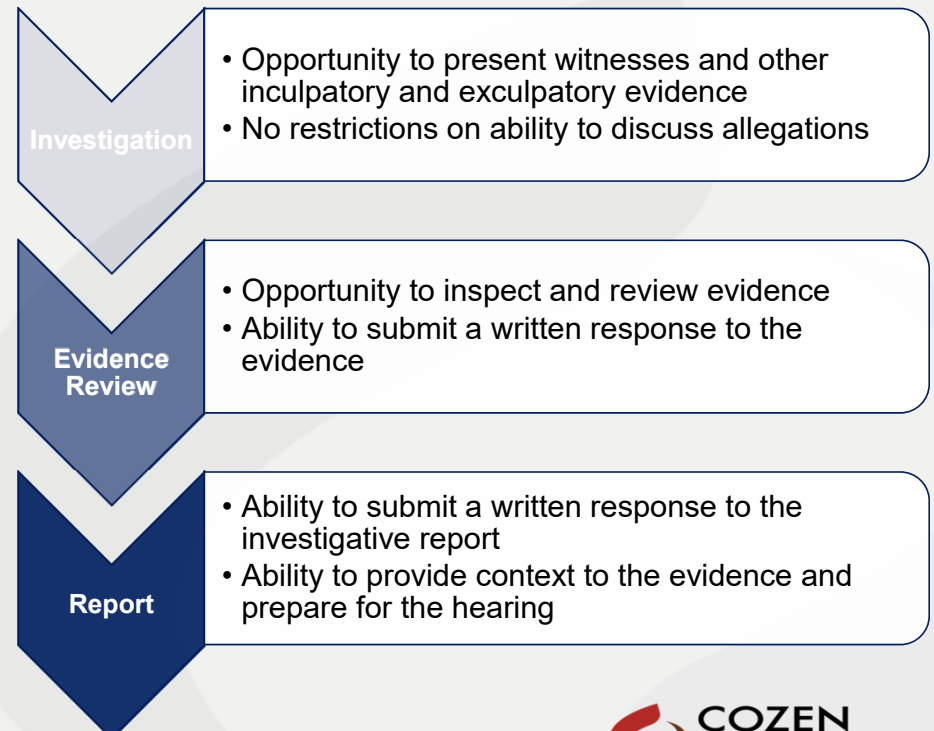 Investigation
• Opportunity to present witnesses and other
inculpatory and exculpatory evidence
• No restrictions on ability to discuss allegations
Evidence
Review
• Opportunity to inspect and review evidence
• Ability to submit a written response to the
evidence
Report
• Ability to submit a written response to the
investigative report
• Ability to provide context to the evidence and
prepare for the hearing
COZEN